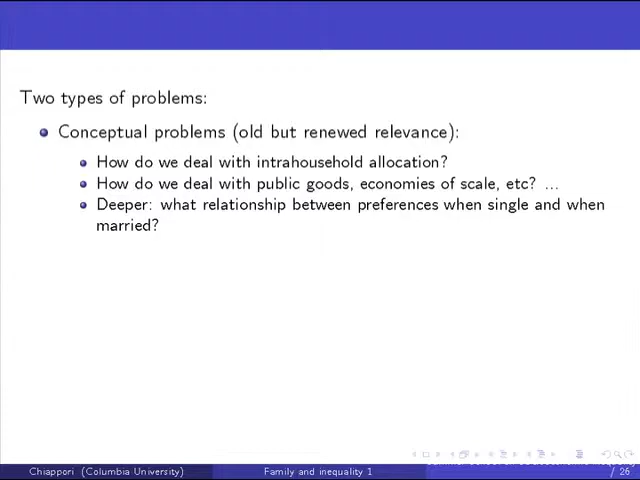 Two types of problems:
Conceptual problems (old but renewed relevance):
How do we deal with intrahousehold allocation?
How do we deal with public goods, economies of scale, etc? ...
Deeper: what relationship between preferences when single and when
married?
Chiappori (Columbia University)
Family and inequality 1
/ 26